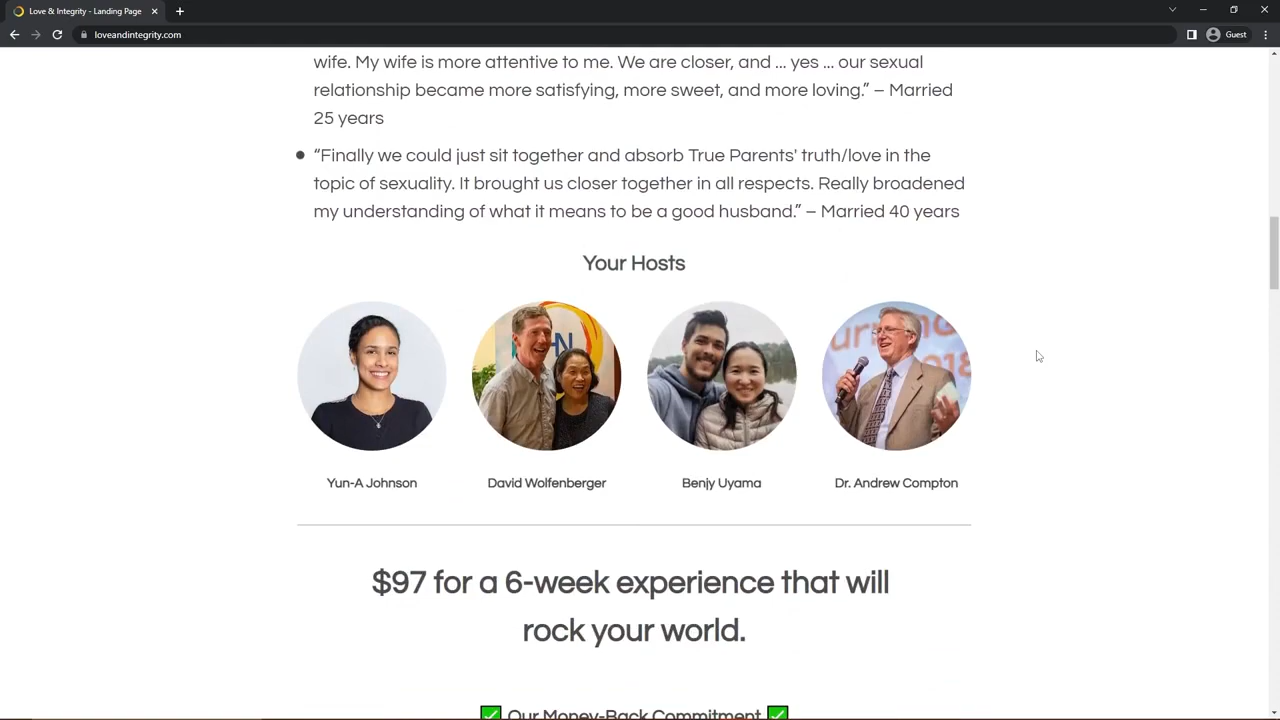 Love & Integrity - Landing Page
loveandintegrity.com
Guest
wife. My wife is more attentive to me. We are closer, and ... yes ... our sexual
relationship became more satisfying, more sweet, and more loving.” – Married
25 years
“Finally we could just sit together and absorb True Parents' truth/love in the
topic of sexuality. It brought us closer together in all respects. Really broadened
my understanding of what it means to be a good husband.” – Married 40 years
Your Hosts
Yun-A Johnson
David Wolfenberger
Benjy Uyama
Dr. Andrew Compton
$97 for a 6-week experience that will
rock your world.
Our Money-Back Commitment